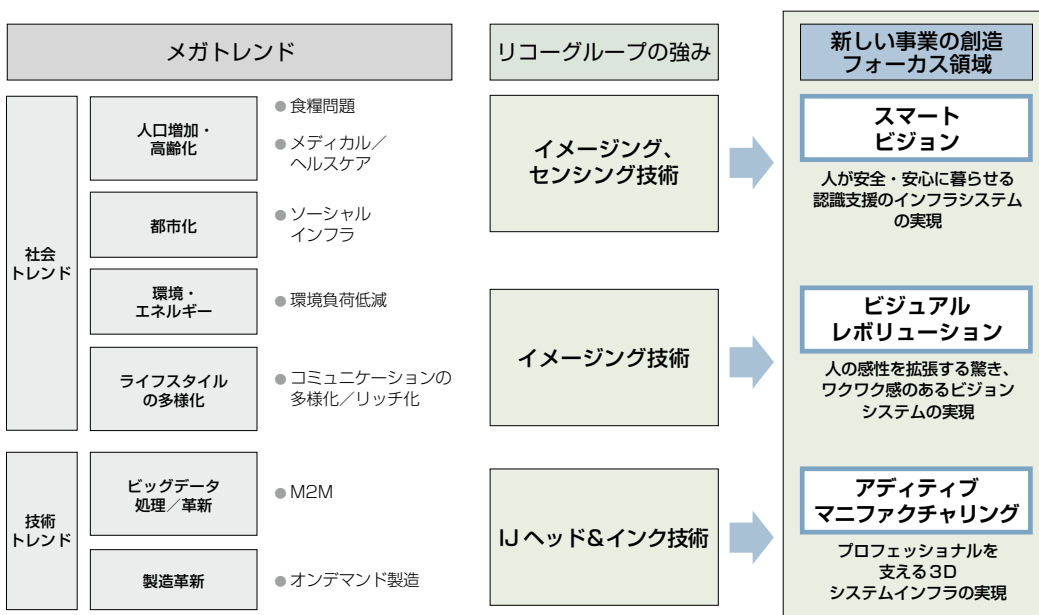 メガトレンド
リコーグループの強み
新しい事業の創造
フォーカス領域
社会
トレンド
人口増加・
高齢化
● 食糧問題
● メディカル／
ヘルスケア
都市化
● ソーシャル
インフラ
環境・
エネルギー
● 環境負荷低減
ライフスタイル
の多様化
● コミュニケーションの
多様化／リッチ化
技術
トレンド
ビッグデータ
処理／革新
● M2M
製造革新
● オンデマンド製造
イメージング、
センシング技術
イメージング技術
IJヘッド&インク技術
スマート
ビジョン
人が安全・安心に暮らせる
認識支援のインフラシステム
の実現
ビジュアル
レボリューション
人の感性を拡張する驚き、
ワクワク感のあるビジョン
システムの実現
アディティブ
マニファクチャリング
プロフェッショナルを
支える3D
システムインフラの実現